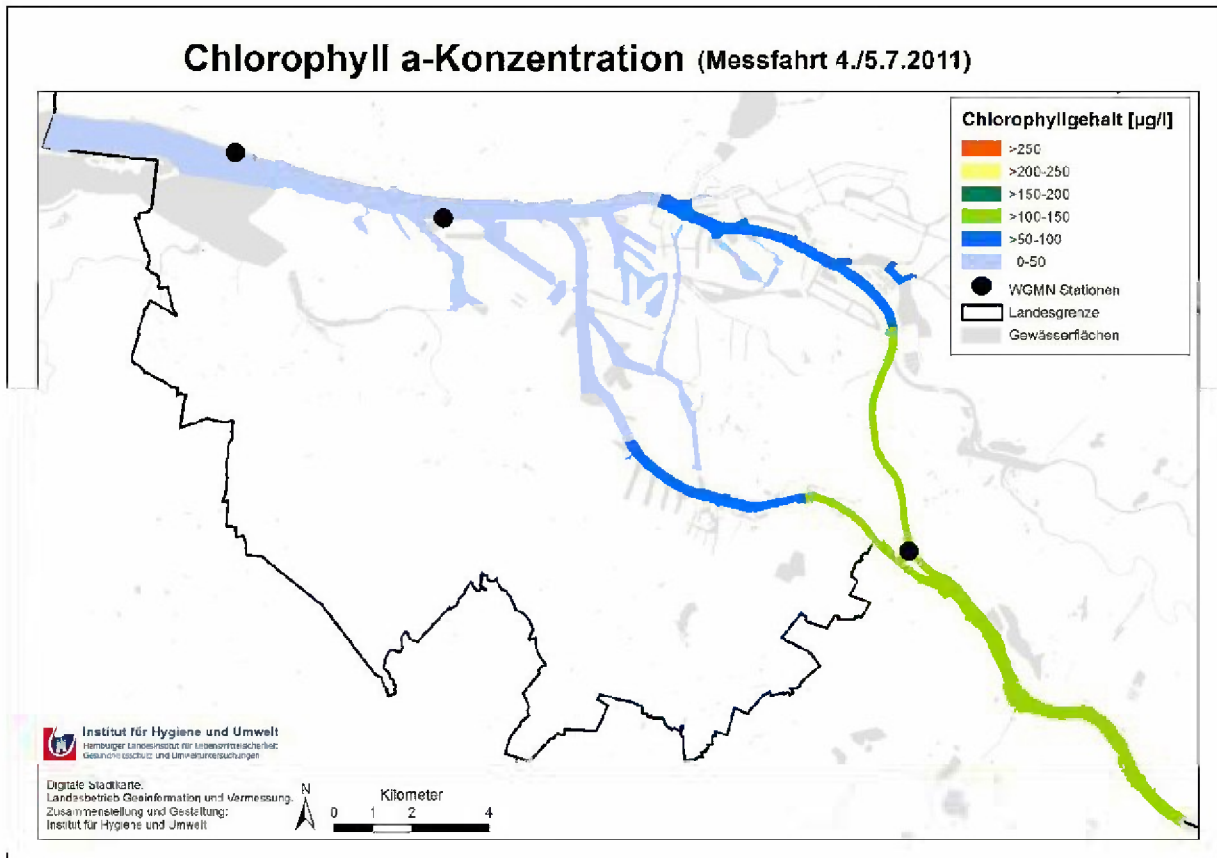 Chlorophyll a-Konzentration (Messfahrt 4./5.7.2011)
Chlorophyllgehalt [µg/l]
>250
>200-250
>150-200
>100-150
>50-100
0-50
WGMN Stationen
Landesgrenze
Gewässerflächen
Institut für Hygiene und Umwelt
Hamburger Landesinstitut für Lebensmittelsicherheit,
Gesundheitsschutz und Umweltuntersuchungen
Digitale Stadtkarte:
Landesbetrieb Geoinformation und Vermessung.
Zusammenstellung und Gestaltung:
Institut für Hygiene und Umwelt
N
Kilometer
0 1 2 4